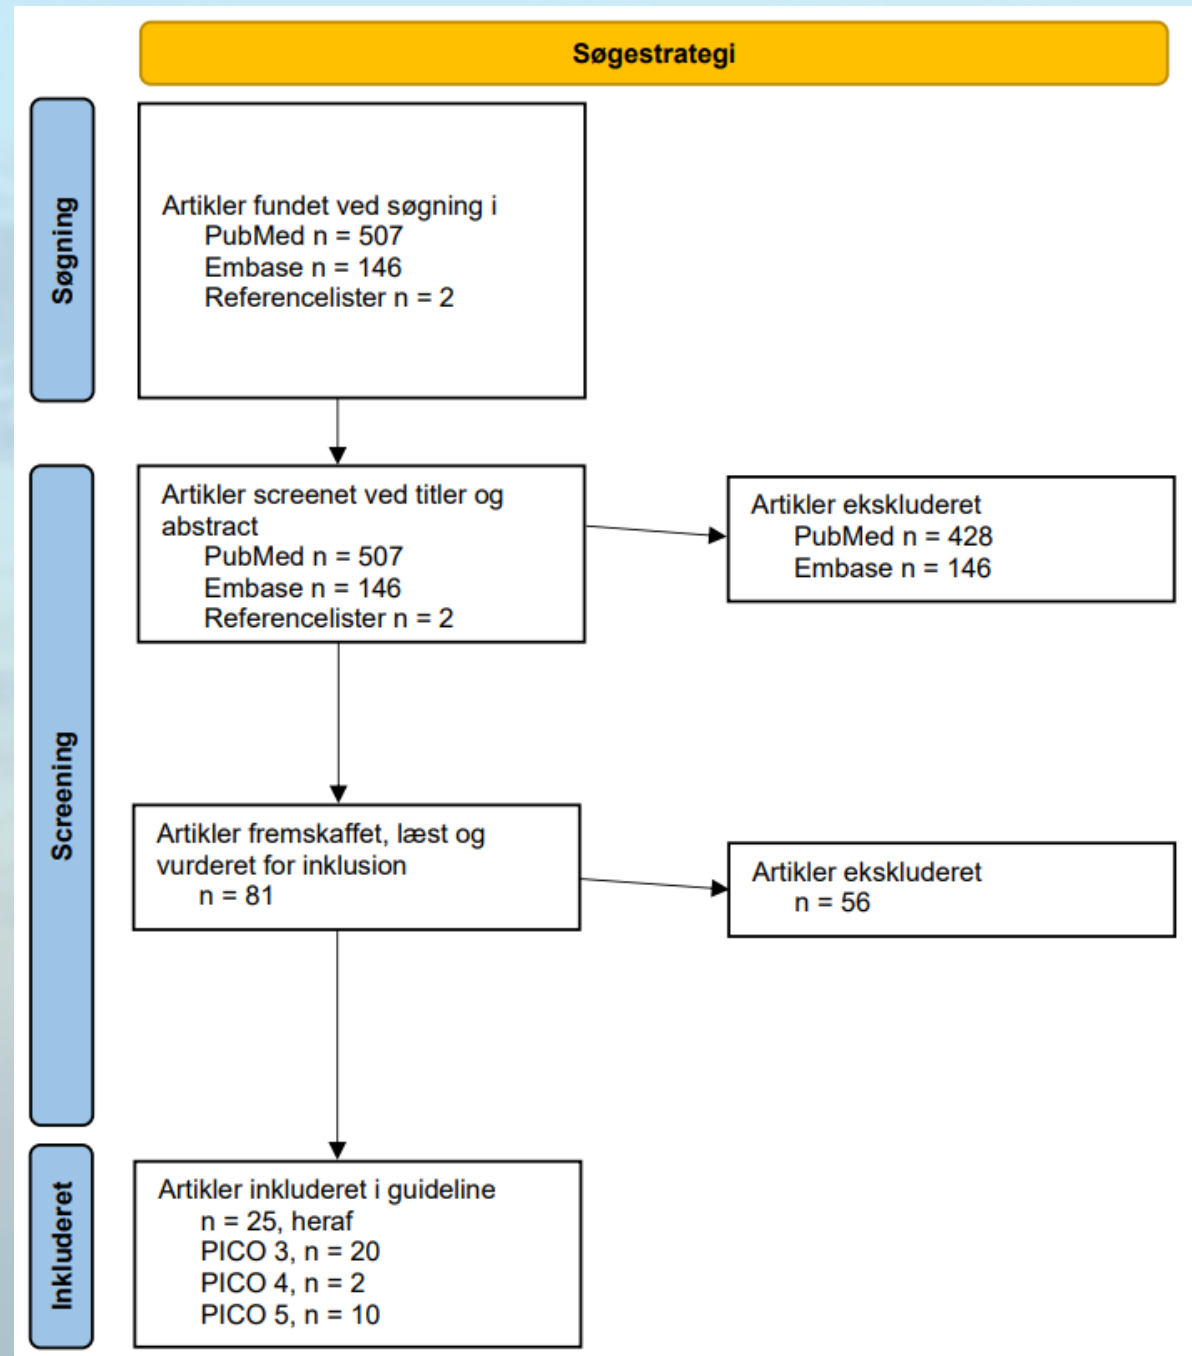 Søgestrategi
Søgning
Artikler fundet ved søgning i
PubMed n = 507
Embase n = 146
Referencelister n = 2
Screening
Artikler screenet ved titler og
abstract
PubMed n = 507
Embase n = 146
Referencelister n = 2
Artikler ekskluderet
PubMed n = 428
Embase n = 146
Artikler fremskaffet, læst og
vurderet for inklusion
n = 81
Artikler ekskluderet
n = 56
Inkluderet
Artikler inkluderet i guideline
n = 25, heraf
PICO 3, n = 20
PICO 4, n = 2
PICO 5, n = 10